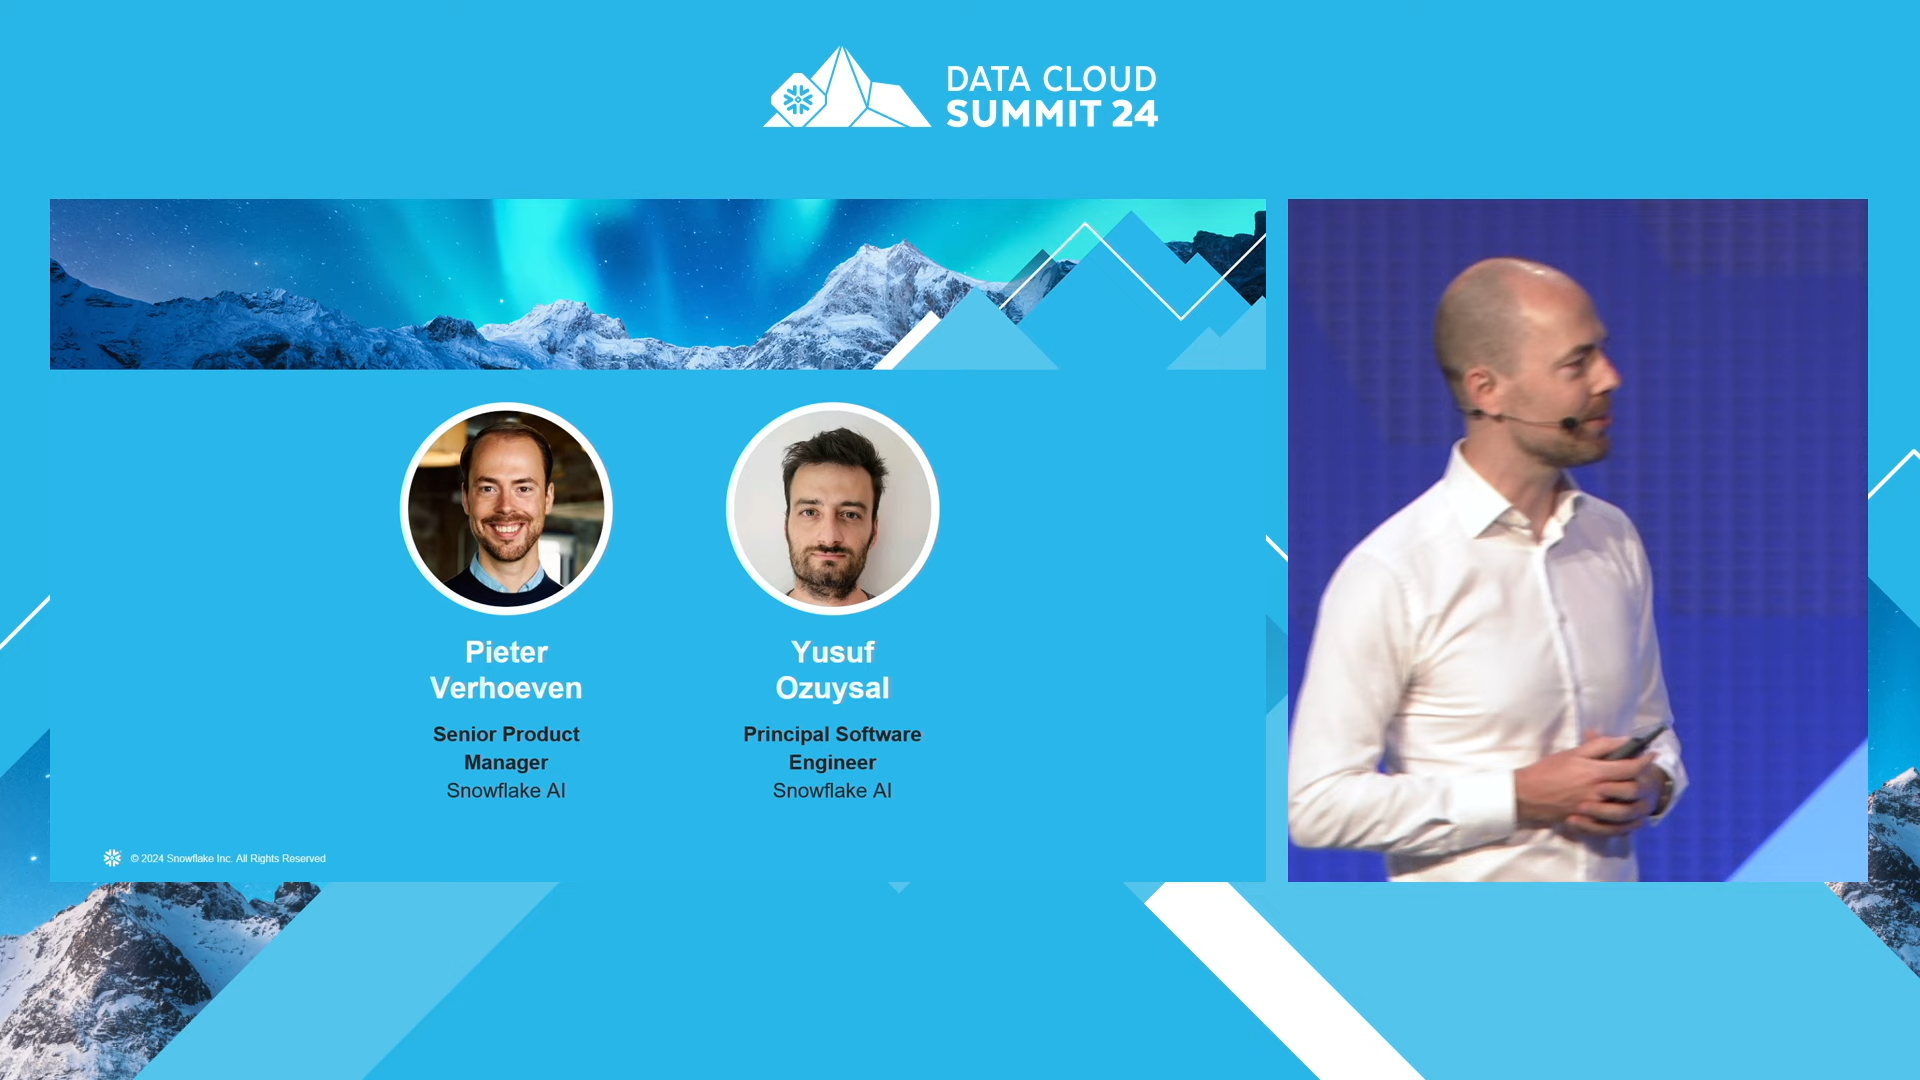 DATA CLOUD
SUMMIT 24
Pieter
Verhoeven
Senior Product
Manager
Snowflake AI
Yusuf
Ozuysal
Principal Software
Engineer
Snowflake AI
© 2024 Snowflake Inc. All Rights Reserved